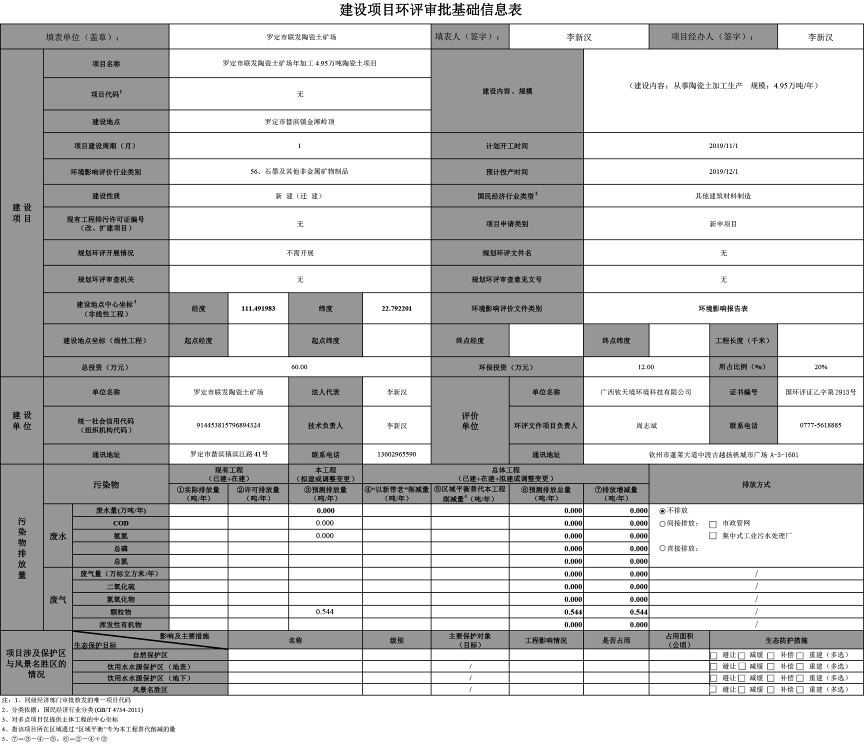 建设项目环评审批基础信息表
填表单位（盖章）： 罗定市联发陶瓷土矿场 填表人（签字）： 李新汉 项目经办人（签字）： 李新汉
建设项目
项目名称 罗定市联发陶瓷土矿场年加工4.95万吨陶瓷土项目 建设内容、规模 （建设内容：从事陶瓷土加工生产 规模：4.95万吨/年）
项目代码1 无
建设地点 罗定市䓣滨镇金滩岭顶
项目建设周期（月） 1 计划开工时间 2019/11/1
环境影响评价行业类别 56、石墨及其他非金属矿物制品 预计投产时间 2019/12/1
建设性质 新 建（迁 建） 国民经济行业类型2 其他建筑材料制造
现有工程排污许可证编号（改、扩建项目） 无 项目申请类别 新申项目
规划环评开展情况 不需开展 规划环评文件名 无
规划环评审查机关 无 规划环评审查意见文号 无
建设地点中心坐标3（非线性工程） 经度 111.491983 纬度 22.792201 环境影响评价文件类别 环境影响报告表
建设地点坐标（线性工程） 起点经度 起点纬度 终点经度 终点纬度 工程长度（千米）
总投资（万元） 60.00 环保投资（万元） 12.00 所占比例（%） 20%
建设单位
单位名称 罗定市联发陶瓷土矿场 法人代表 李新汉 评价单位 单位名称 广西钦天境环境科技有限公司 证书编号 国环评证乙字第2913号
统一社会信用代码（组织机构代码） 914453815796894324 技术负责人 李新汉 环评文件项目负责人 周志斌 联系电话 0777-5618885
通讯地址 罗定市䓣滨镇滨江路41号 联系电话 13602965590 通讯地址 钦州市蓬莱大道中段古越扬帆城市广场 A-3-1601
污染物排放量
污染物 现有工程（已建+在建） 本工程（拟建或调整变更） 总体工程（已建+在建+拟建或调整变更） 排放方式
①实际排放量（吨/年） ②许可排放量（吨/年） ③预测排放量（吨/年） ④“以新带老”削减量（吨/年） ⑤区域平衡替代本工程削减量4（吨/年） ⑥预测排放总量（吨/年） ⑦排放增减量（吨/年）
废水
废水量(万吨/年) 0.000 0.000 0.000 不排放
COD 0.000 0.000 0.000 间接排放： 市政管网
氨氮 0.000 0.000 0.000 集中式工业污水处理厂
总磷 0.000 0.000 直接排放：
总氮 0.000 0.000
废气
废气量（万标立方米/年） 0.000 0.000 /
二氧化硫 0.000 0.000 /
氮氧化物 0.000 0.000 /
颗粒物 0.544 0.544 0.544 /
挥发性有机物 0.000 0.000 /
项目涉及保护区与风景名胜区的情况
影响及主要措施 生态保护目标 名称 级别 主要保护对象（目标） 工程影响情况 是否占用 占用面积（公顷） 生态防护措施
自然保护区 避让 减缓 补偿 重建（多选）
饮用水水源保护区（地表） / 避让 减缓 补偿 重建（多选）
饮用水水源保护区（地下） / 避让 减缓 补偿 重建（多选）
风景名胜区 / 避让 减缓 补偿 重建（多选）
注：1、同级经济部门审批核发的唯一项目代码
2、分类依据：国民经济行业分类(GB/T 4754-2011)
3、对多点项目仅提供主体工程的中心坐标
4、指该项目所在区域通过“区域平衡”专为本工程替代削减的量
5、⑦=③-④-⑤，⑥=②-④+③